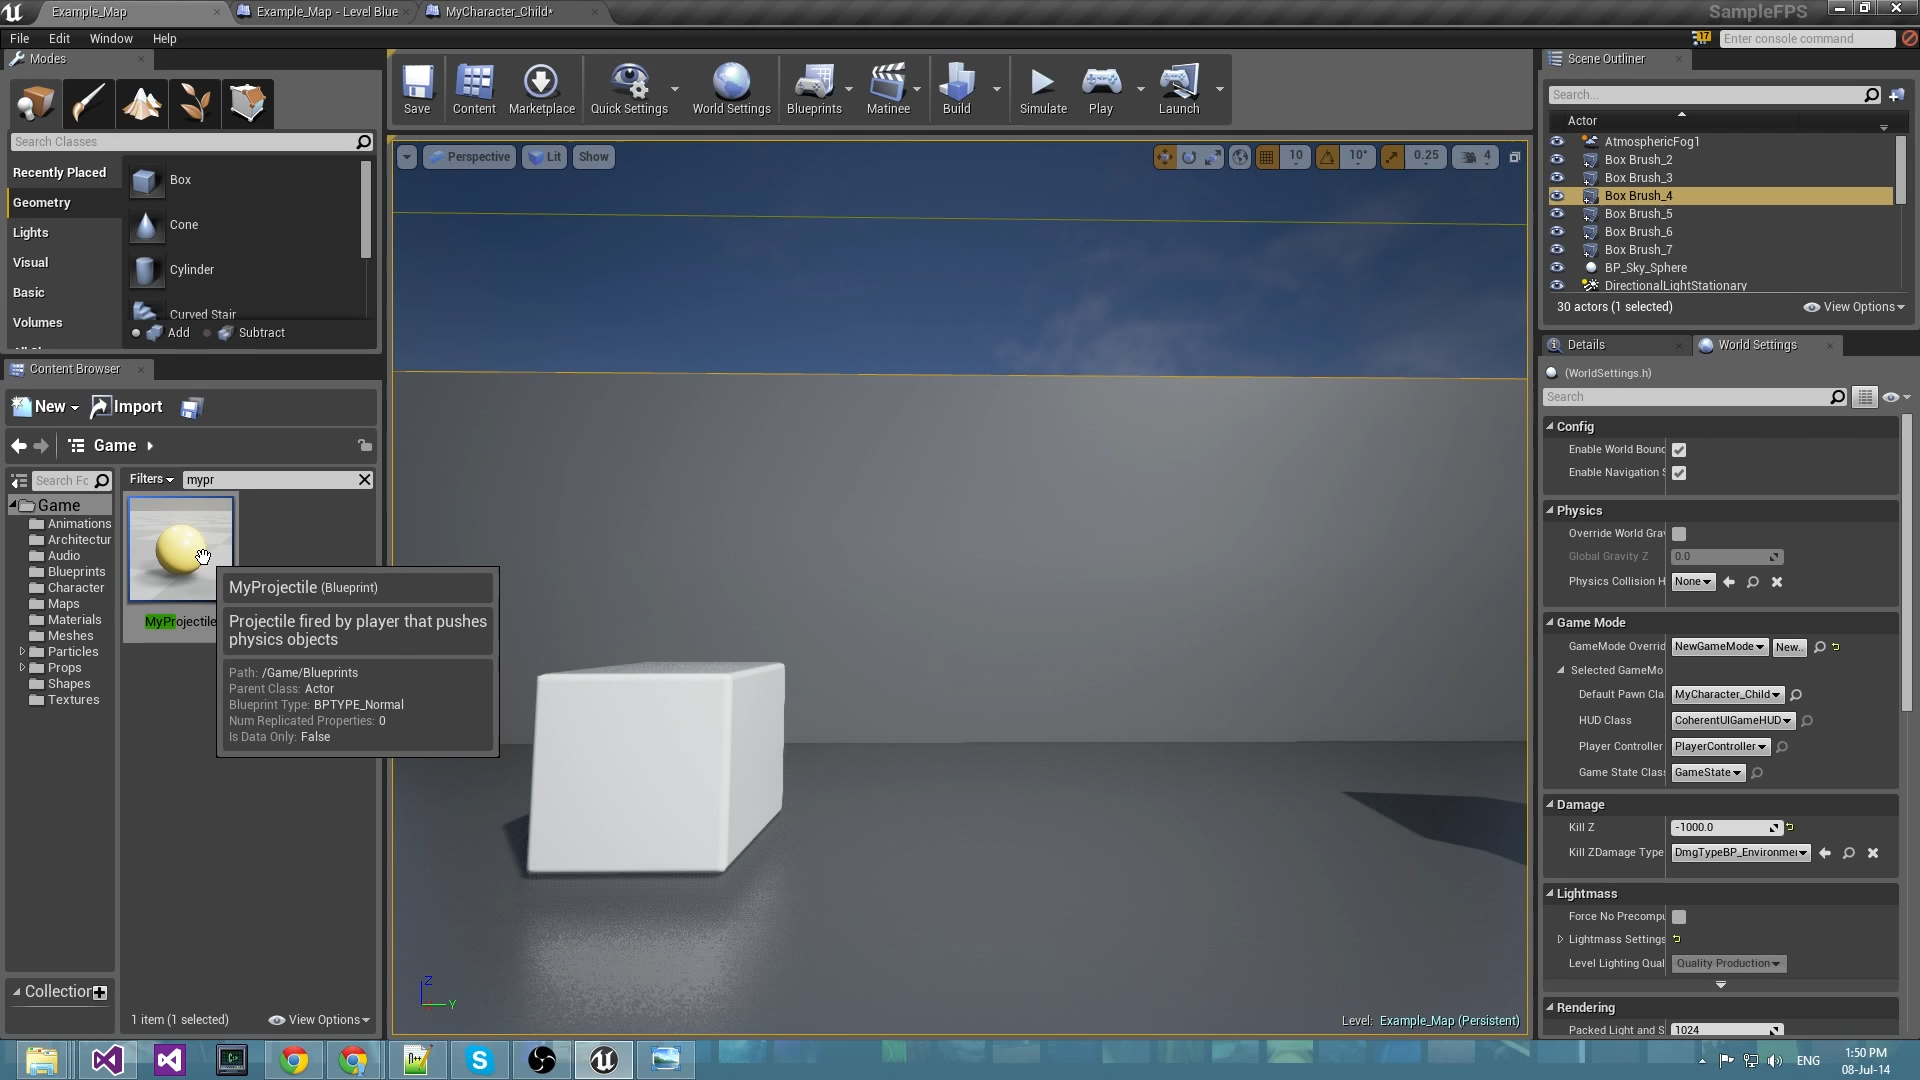 Example_Map
Example_Map - Level Blue
MyCharacter_Child*
SampleFPS
File
Edit
Window
Help
17
Enter console command
Modes
Save
Content
Marketplace
Quick Settings
World Settings
Blueprints
Matinee
Build
Simulate
Play
Launch
Search Classes
Recently Placed
Geometry
Lights
Visual
Basic
Volumes
Box
Cone
Cylinder
Curved Stair
Add
Subtract
Content Browser
New
Import
Game
Search Fo
Filters
mypr
Game
Animations
Architectur
Audio
Blueprints
Character
Maps
Materials
Meshes
Particles
Props
Shapes
Textures
MyProjectile
MyProjectile (Blueprint)
Projectile fired by player that pushes
physics objects
Path: /Game/Blueprints
Parent Class: Actor
Blueprint Type: BPTYPE_Normal
Num Replicated Properties: 0
Is Data Only: False
Collection
1 item (1 selected)
View Options
Perspective
Lit
Show
10
10°
0.25
4
Z
Y
Level: Example_Map (Persistent)
Scene Outliner
Search...
Actor
AtmosphericFog1
Box Brush_2
Box Brush_3
Box Brush_4
Box Brush_5
Box Brush_6
Box Brush_7
BP_Sky_Sphere
DirectionalLightStationary
30 actors (1 selected)
View Options
Details
World Settings
(WorldSettings.h)
Search
Config
Enable World Bounc
Enable Navigation S
Physics
Override World Grav
Global Gravity Z
0.0
Physics Collision H
None
Game Mode
GameMode Overrid
NewGameMode
New..
Selected GameMo
Default Pawn Cla
MyCharacter_Child
HUD Class
CoherentUIGameHUD
Player Controller
PlayerController
Game State Clas
GameState
Damage
Kill Z
-1000.0
Kill ZDamage Type
DmgTypeBP_Environmen
Lightmass
Force No Precompu
Lightmass Settings
Level Lighting Qual
Quality Production
Rendering
Packed Light and S
1024
ENG
1:50 PM
08-Jul-14